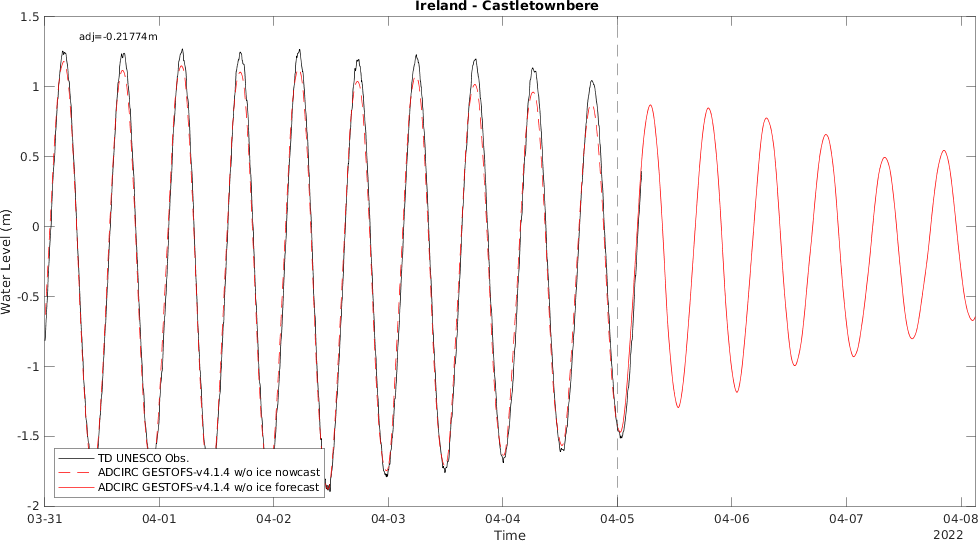 Ireland - Castletownbere
adj=-0.21774m
1.5
1
0.5
0
-0.5
-1
-1.5
-2
Water Level (m)
TD UNESCO Obs.
ADCIRC GESTOFS-v4.1.4 w/o ice nowcast
ADCIRC GESTOFS-v4.1.4 w/o ice forecast
03-31 04-01 04-02 04-03 04-04 04-05 04-06 04-07 04-08
Time
2022